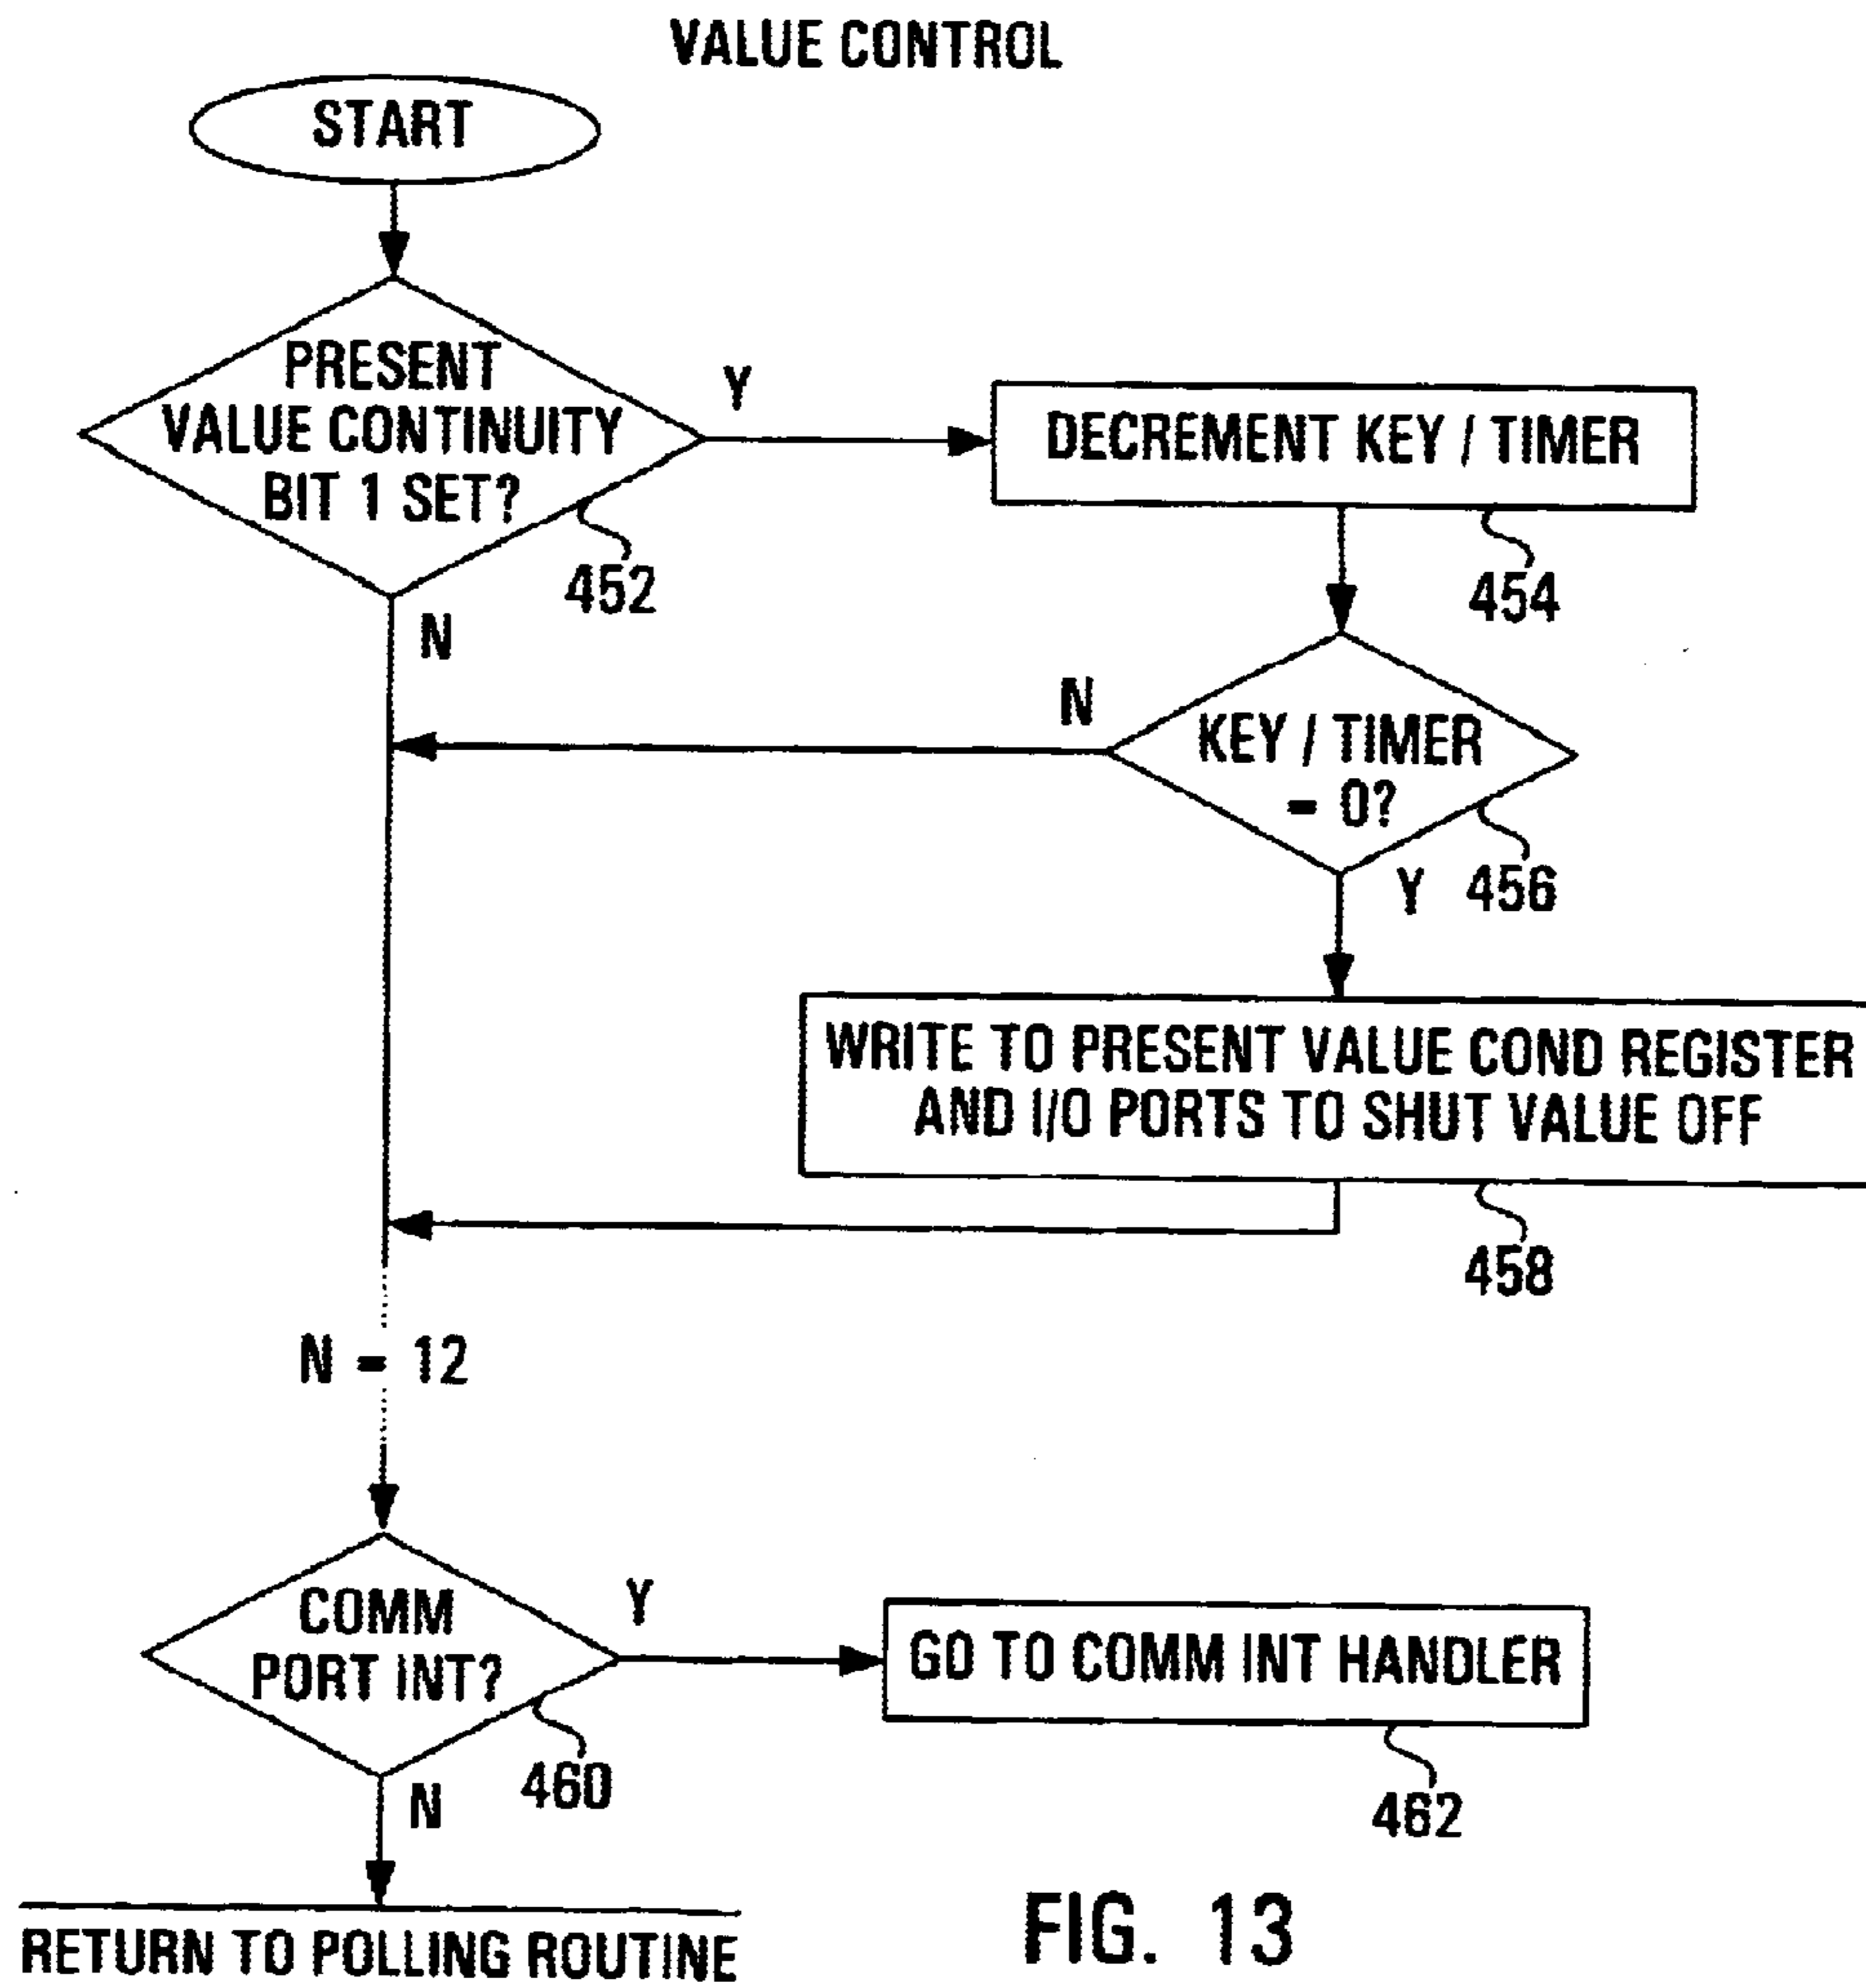 VALUE CONTROL
START
PRESENT
VALUE CONTINUITY
BIT 1 SET?
Y
452
N
DECREMENT KEY / TIMER
454
N
KEY / TIMER
= 0?
Y
456
WRITE TO PRESENT VALUE COND REGISTER
AND I/O PORTS TO SHUT VALUE OFF
458
N = 12
COMM
PORT INT?
Y
460
N
GO TO COMM INT HANDLER
462
RETURN TO POLLING ROUTINE
FIG. 13